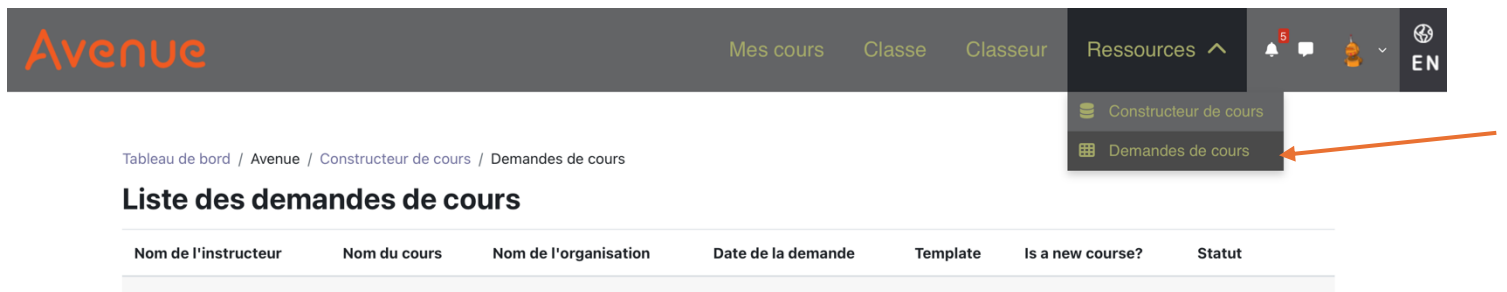 Avenue Mes cours Classe Classeur Ressources 5 EN
Constructeur de cours
Demandes de cours
Tableau de bord / Avenue / Constructeur de cours / Demandes de cours
Liste des demandes de cours
Nom de l'instructeur Nom du cours Nom de l'organisation Date de la demande Template Is a new course? Statut